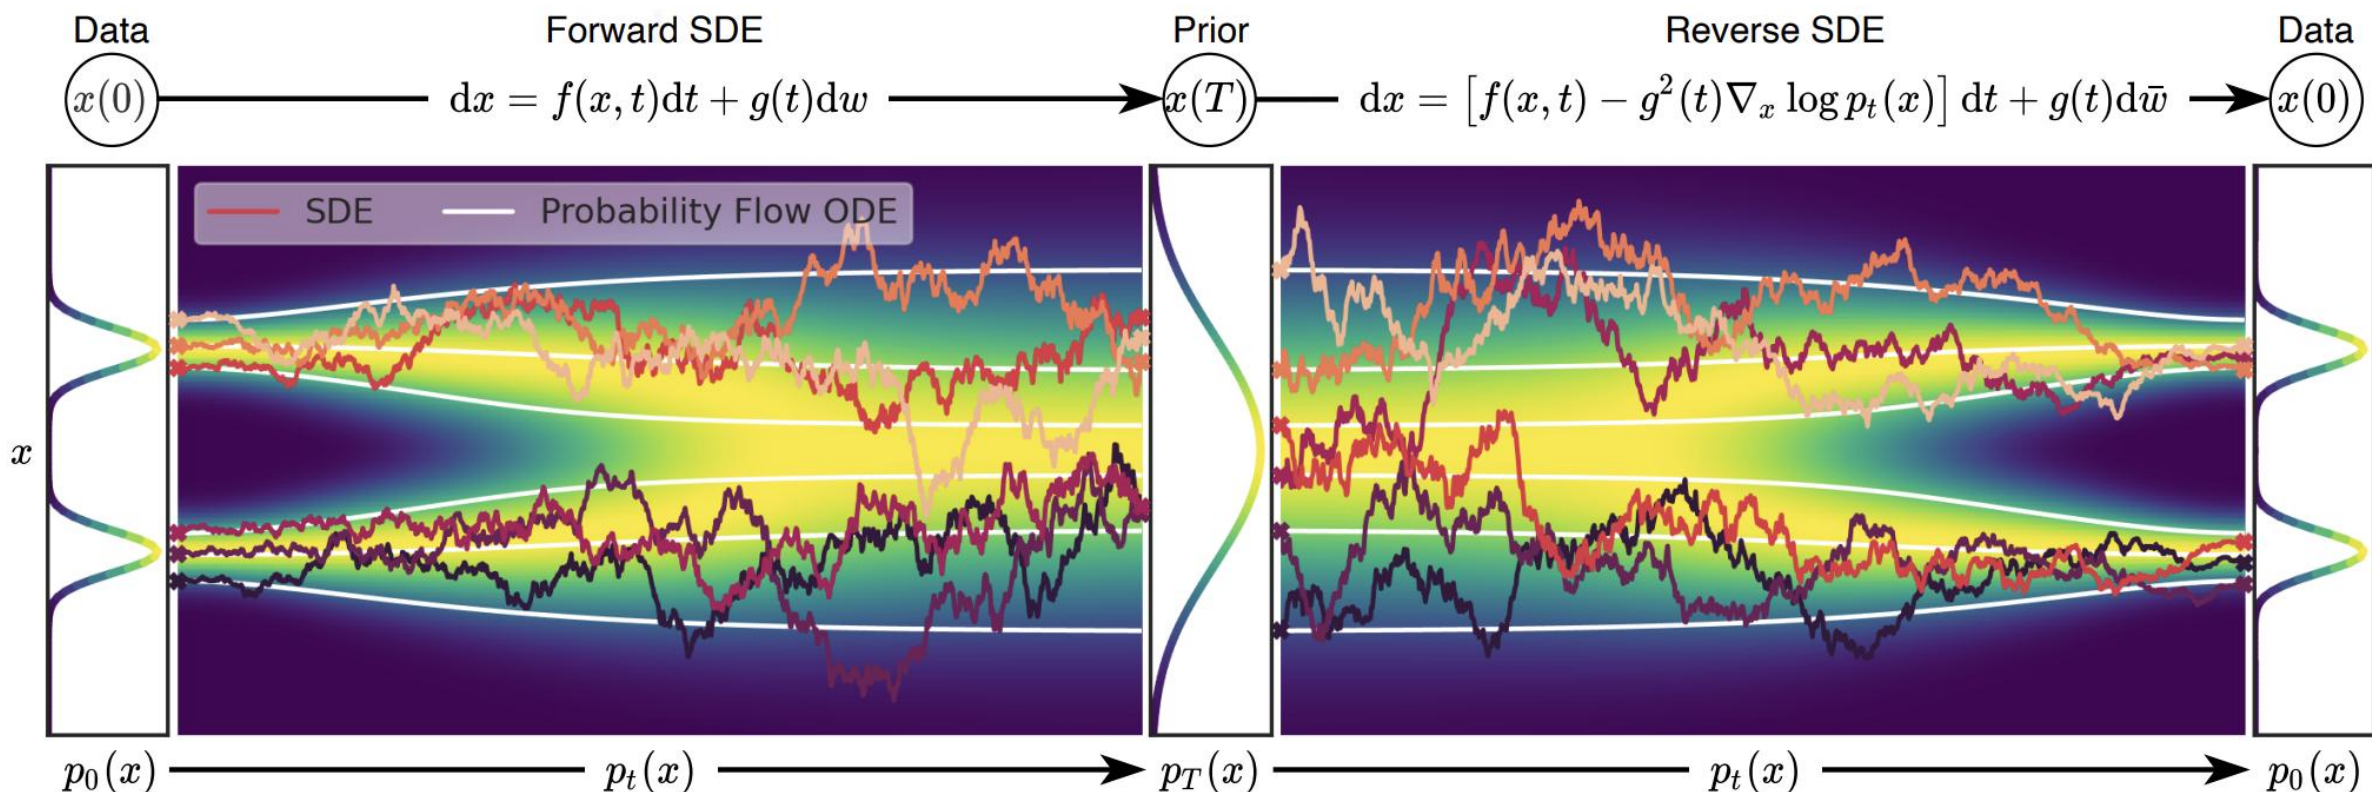 Data Forward SDE Prior Reverse SDE Data
x(0) dx = f(x, t)dt + g(t)dw x(T) dx = [f(x, t) − g²(t)∇ₓ log pₜ(x)] dt + g(t)dw̄ x(0)
SDE Probability Flow ODE
x
p₀(x) pₜ(x) p_T(x) pₜ(x) p₀(x)